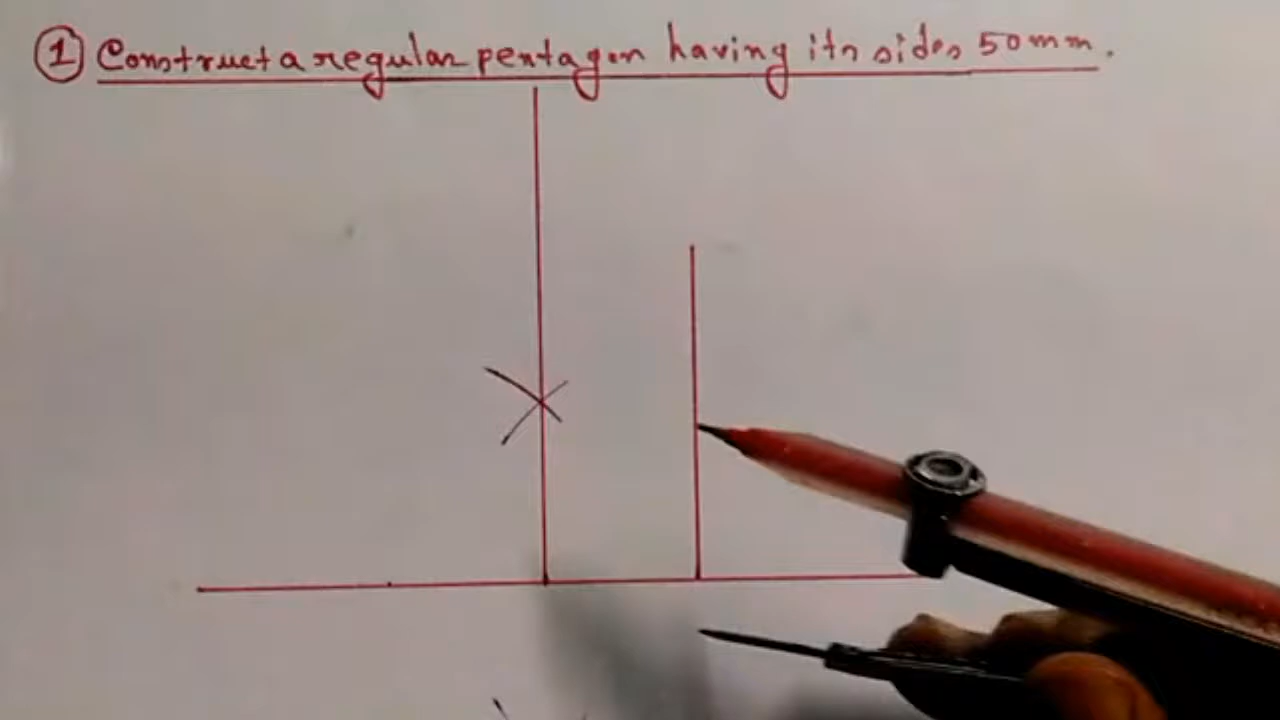 ① Construct a regular pentagon having its sides 50mm.